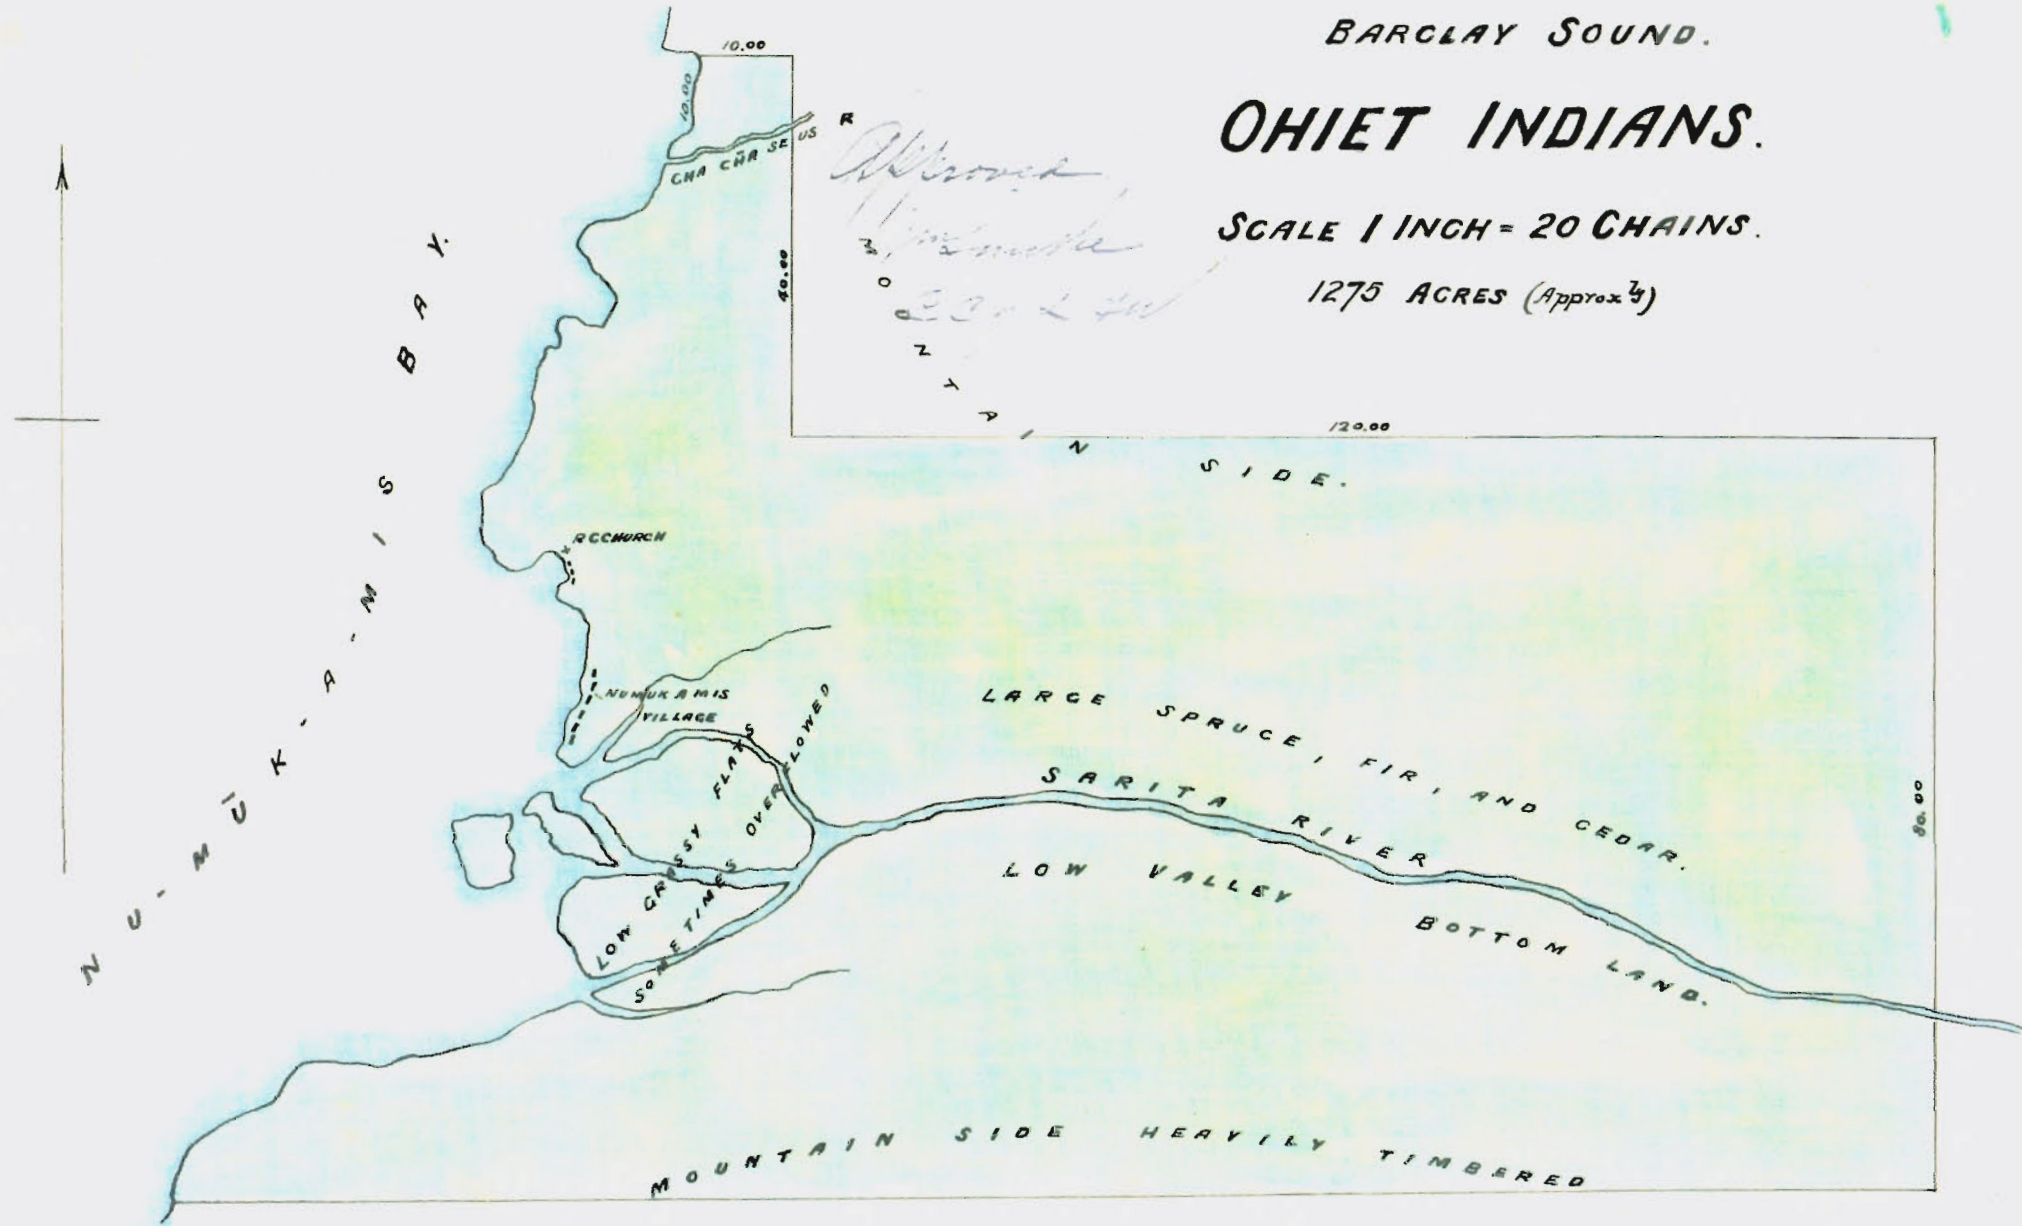 BARCLAY SOUND.
OHIET INDIANS.
SCALE 1 INCH = 20 CHAINS.
1275 ACRES (Approxly)
Approved
10.00
10.00
CHA CHA SE US R
40.00
MOUNTAIN SIDE.
120.00
NU-MŪK-A-MIS BAY.
RC CHURCH
NUMUKAMIS
VILLAGE
LOW GRASSY FLATS
SOMETIMES OVERFLOWED
LARGE SPRUCE, FIR, AND CEDAR.
SARITA RIVER
LOW VALLEY BOTTOM LAND.
80.00
MOUNTAIN SIDE HEAVILY TIMBERED